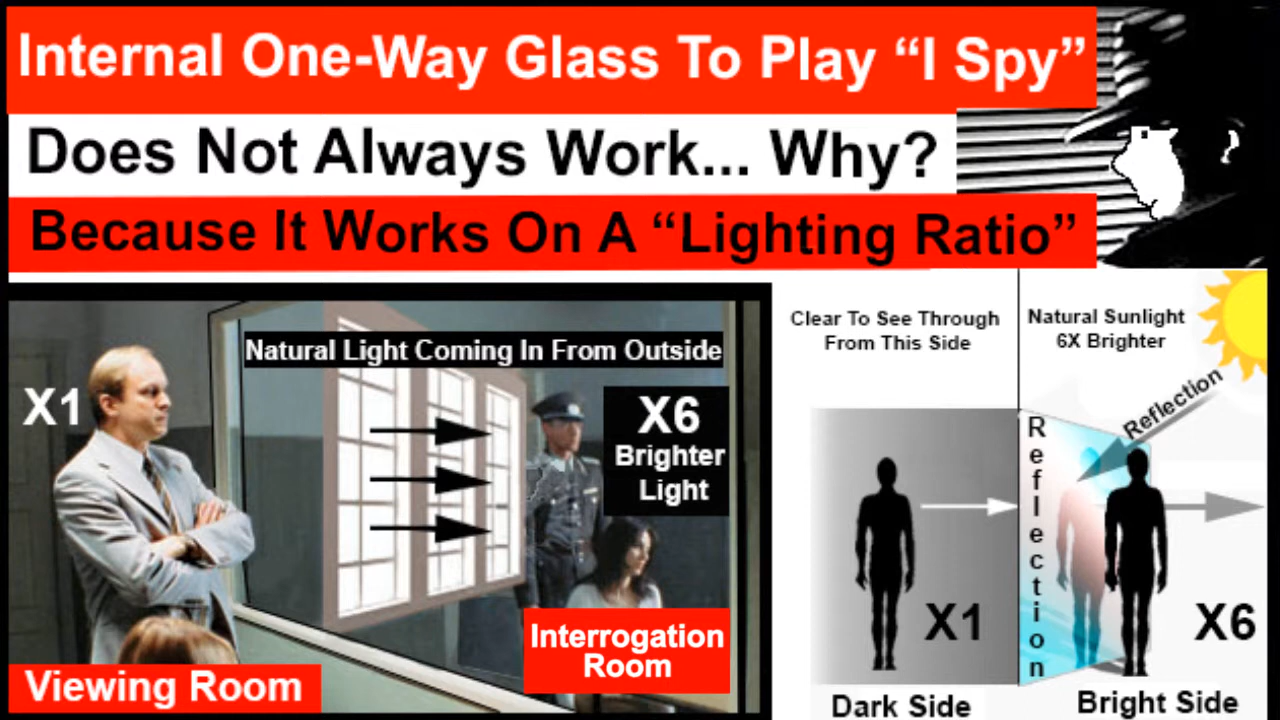 Internal One-Way Glass To Play “I Spy”
Does Not Always Work... Why?
Because It Works On A “Lighting Ratio”
Natural Light Coming In From Outside
X1
X6
Brighter
Light
Interrogation
Room
Viewing Room
Clear To See Through
From This Side
Natural Sunlight
6X Brighter
Reflection
Reflection
X1
X6
Dark Side
Bright Side